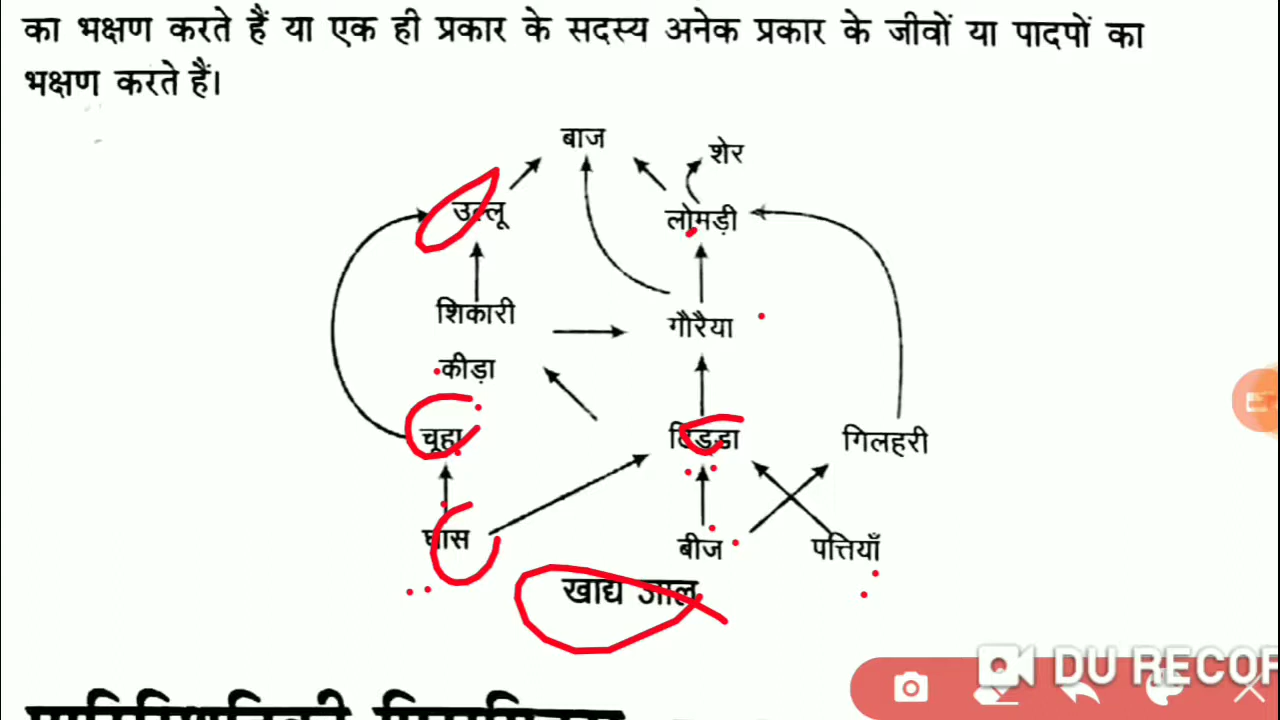 का भक्षण करते हैं या एक ही प्रकार के सदस्य अनेक प्रकार के जीवों या पादपों का
भक्षण करते हैं।
बाज
शेर
उल्लू
लोमड़ी
शिकारी
गौरैया
कीड़ा
चूहा
टिड्डा
गिलहरी
घास
बीज
पत्तियाँ
खाद्य जाल
DU RECOR